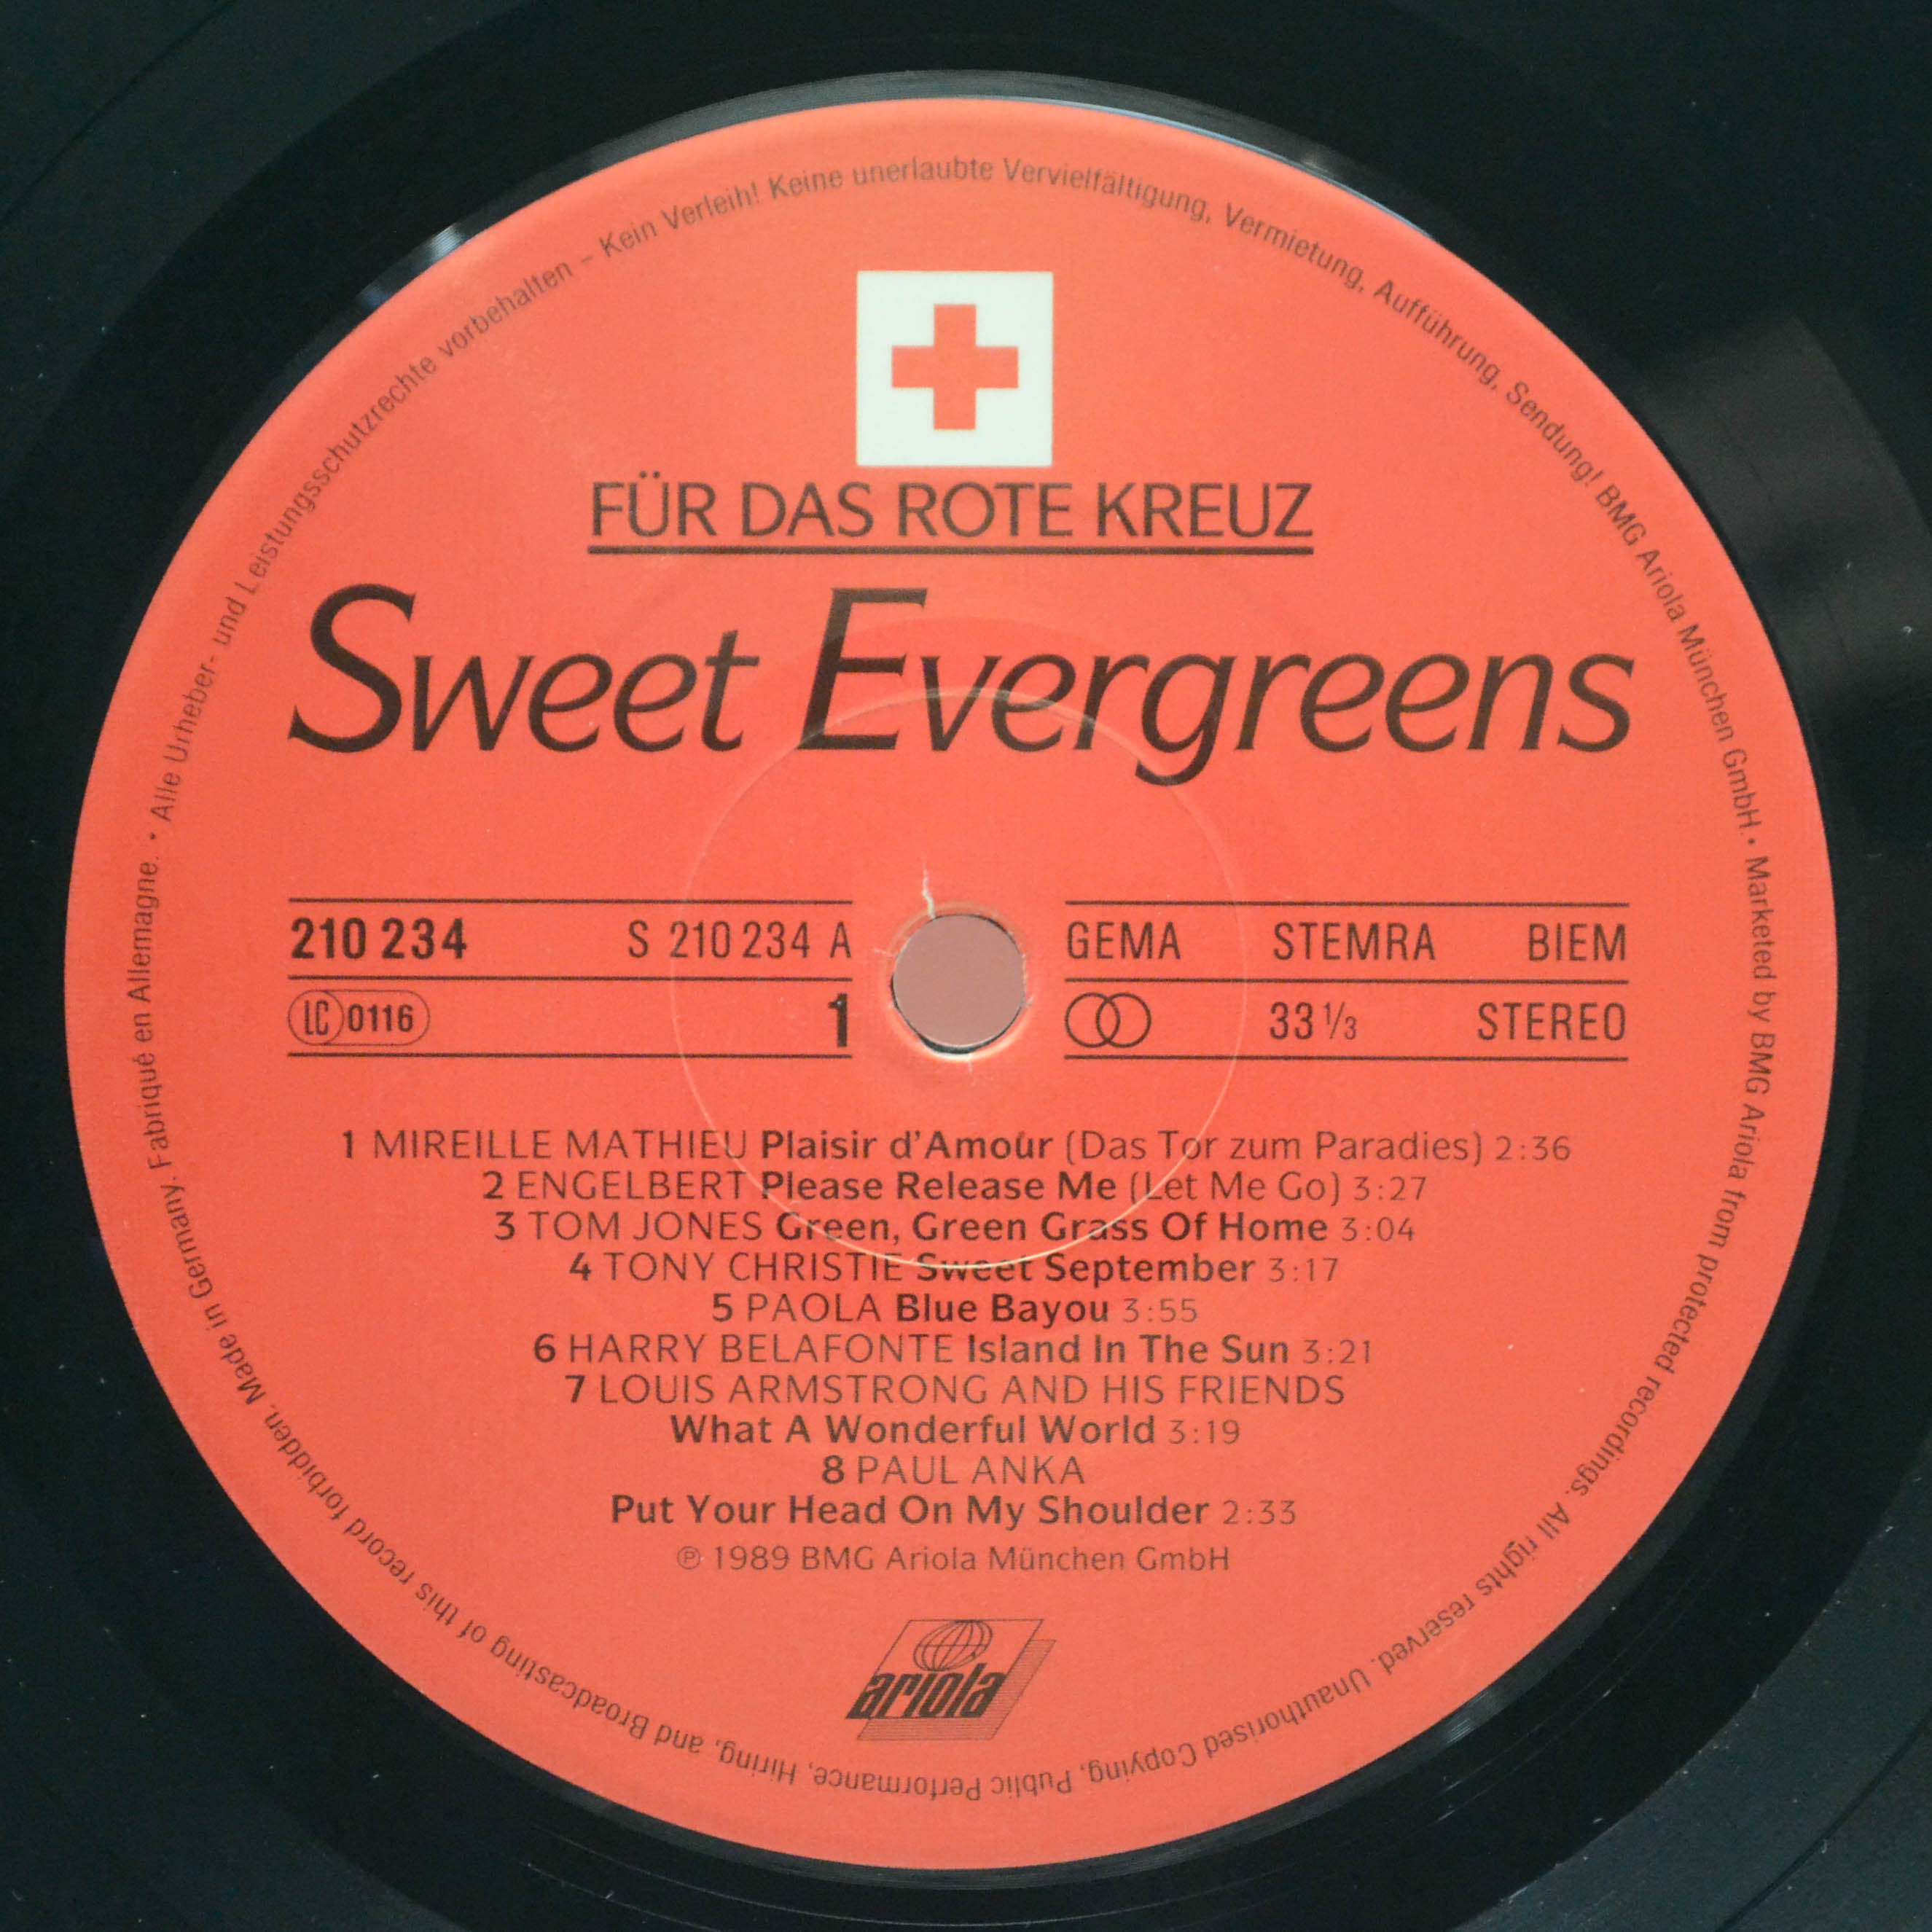 Alle Urheber- und Leistungsschutzrechte vorbehalten – Kein Verleih! Keine unerlaubte Vervielfältigung, Vermietung, Aufführung, Sendung! BMG Ariola München GmbH. • Marketed by BMG Ariola from protected recordings. All rights reserved. Unauthorised Copying, Public Performance, Hiring, and Broadcasting of this record forbidden. Made in Germany. Fabriqué en Allemagne. •
FÜR DAS ROTE KREUZ
Sweet Evergreens
210 234 S 210 234 A GEMA STEMRA BIEM
LC 0116 1 33 1/3 STEREO
1 MIREILLE MATHIEU Plaisir d'Amour (Das Tor zum Paradies) 2:36
2 ENGELBERT Please Release Me (Let Me Go) 3:27
3 TOM JONES Green, Green Grass Of Home 3:04
4 TONY CHRISTIE Sweet September 3:17
5 PAOLA Blue Bayou 3:55
6 HARRY BELAFONTE Island In The Sun 3:21
7 LOUIS ARMSTRONG AND HIS FRIENDS
What A Wonderful World 3:19
8 PAUL ANKA
Put Your Head On My Shoulder 2:33
℗ 1989 BMG Ariola München GmbH
ariola